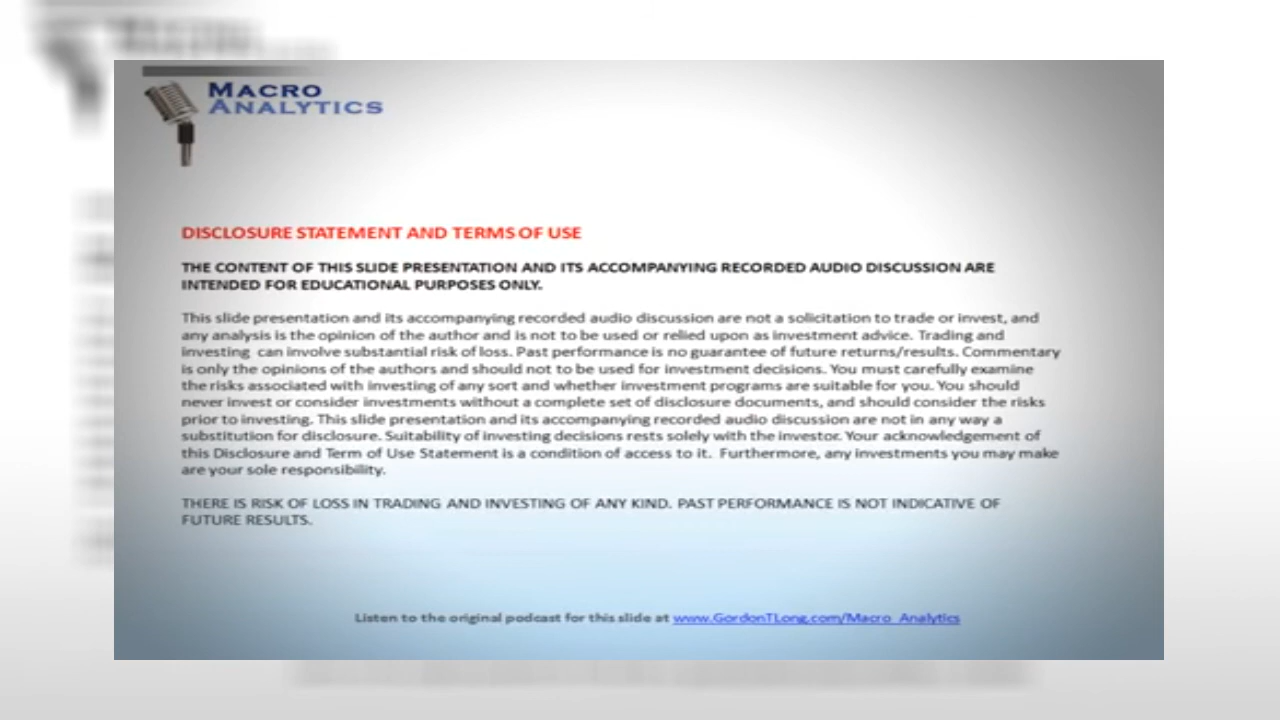 MACRO
ANALYTICS
DISCLOSURE STATEMENT AND TERMS OF USE
THE CONTENT OF THIS SLIDE PRESENTATION AND ITS ACCOMPANYING RECORDED AUDIO DISCUSSION ARE
INTENDED FOR EDUCATIONAL PURPOSES ONLY.
This slide presentation and its accompanying recorded audio discussion are not a solicitation to trade or invest, and
any analysis is the opinion of the author and is not to be used or relied upon as investment advice. Trading and
investing can involve substantial risk of loss. Past performance is no guarantee of future returns/results. Commentary
is only the opinions of the authors and should not to be used for investment decisions. You must carefully examine
the risks associated with investing of any sort and whether investment programs are suitable for you. You should
never invest or consider investments without a complete set of disclosure documents, and should consider the risks
prior to investing. This slide presentation and its accompanying recorded audio discussion are not in any way a
substitution for disclosure. Suitability of investing decisions rests solely with the investor. Your acknowledgement of
this Disclosure and Term of Use Statement is a condition of access to it. Furthermore, any investments you may make
are your sole responsibility.
THERE IS RISK OF LOSS IN TRADING AND INVESTING OF ANY KIND. PAST PERFORMANCE IS NOT INDICATIVE OF
FUTURE RESULTS.
Listen to the original podcast for this slide at www.GordonTLong.com/Macro_Analytics